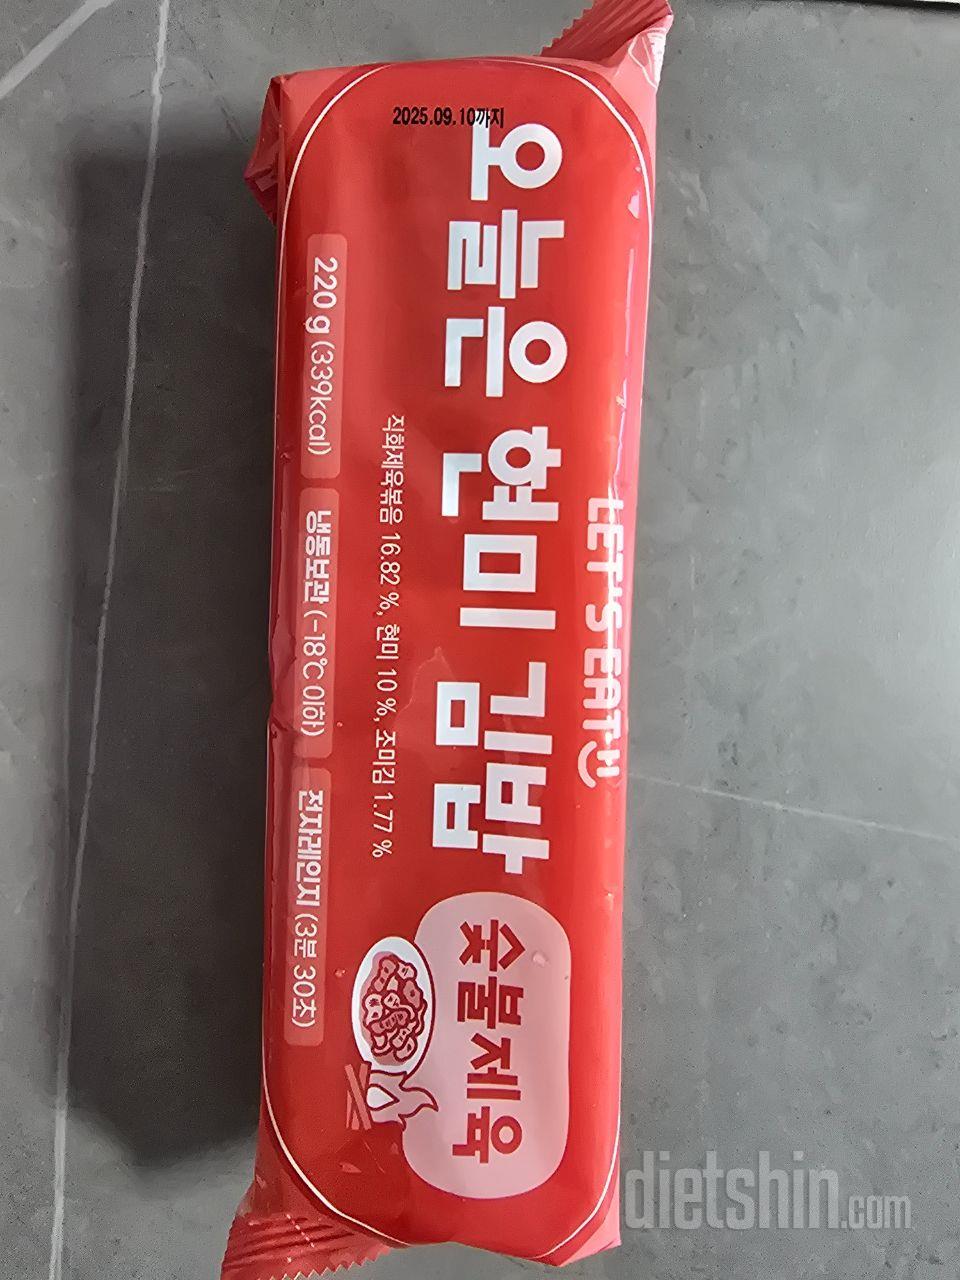 2025.09.10까지
LET'S EAT
오늘은 현미 김밥
숯불제육
직화제육볶음 16.82 %, 현미 10 %, 조미김 1.77 %
220 g (339kcal)
냉동보관 (-18℃ 이하)
전자레인지 (3분 30초)
dietshin.com